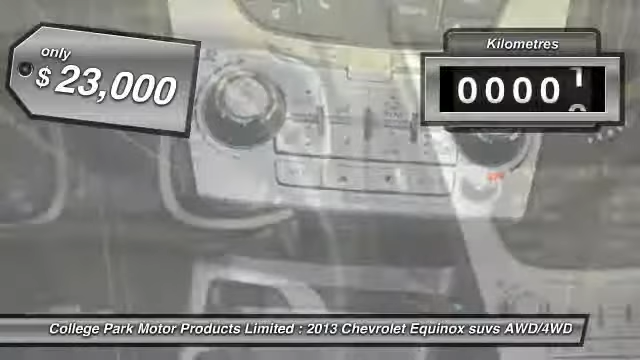 only
$ 23,000
Kilometres
0000
College Park Motor Products Limited : 2013 Chevrolet Equinox suvs AWD/4WD